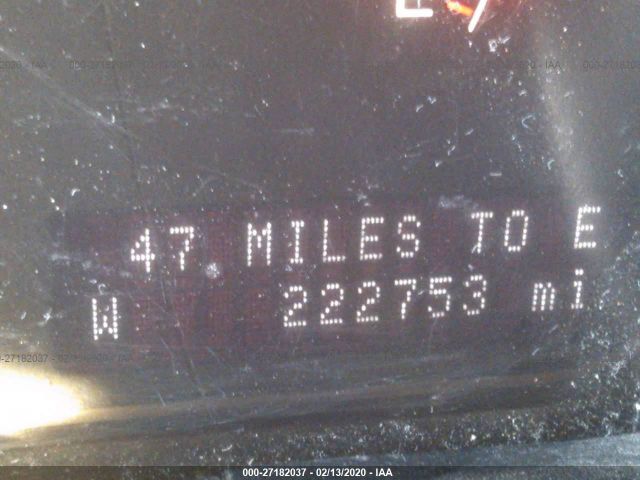 E
47 MILES TO E
W 222753 mi
000-27182037 - 02/13/2020 - IAA